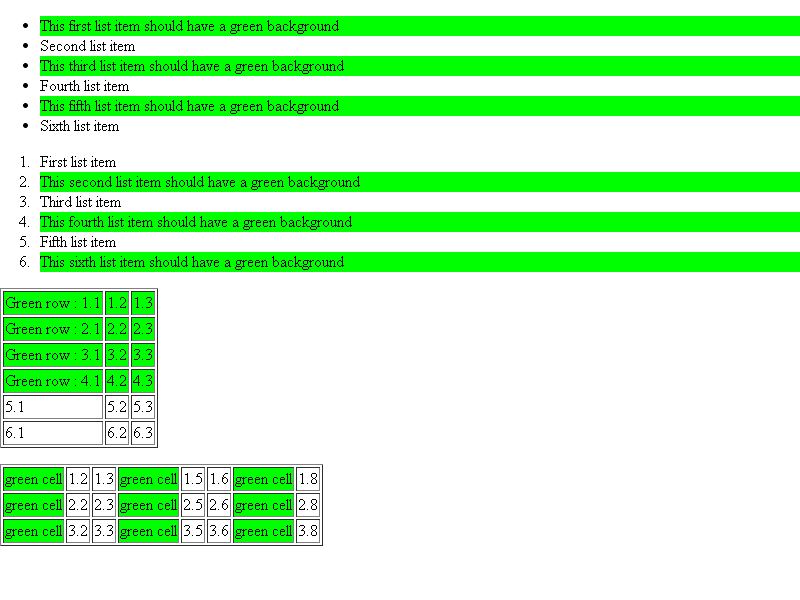 • This first list item should have a green background
• Second list item
• This third list item should have a green background
• Fourth list item
• This fifth list item should have a green background
• Sixth list item
1. First list item
2. This second list item should have a green background
3. Third list item
4. This fourth list item should have a green background
5. Fifth list item
6. This sixth list item should have a green background
Green row : 1.1 1.2 1.3
Green row : 2.1 2.2 2.3
Green row : 3.1 3.2 3.3
Green row : 4.1 4.2 4.3
5.1 5.2 5.3
6.1 6.2 6.3
green cell 1.2 1.3 green cell 1.5 1.6 green cell 1.8
green cell 2.2 2.3 green cell 2.5 2.6 green cell 2.8
green cell 3.2 3.3 green cell 3.5 3.6 green cell 3.8